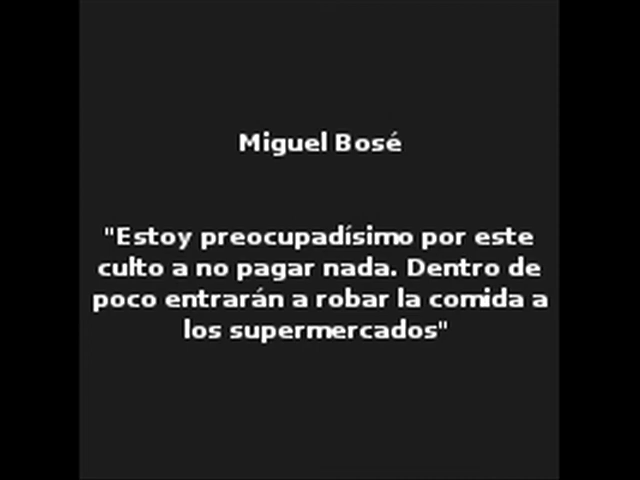 Miguel Bosé
"Estoy preocupadísimo por este
culto a no pagar nada. Dentro de
poco entrarán a robar la comida a
los supermercados"